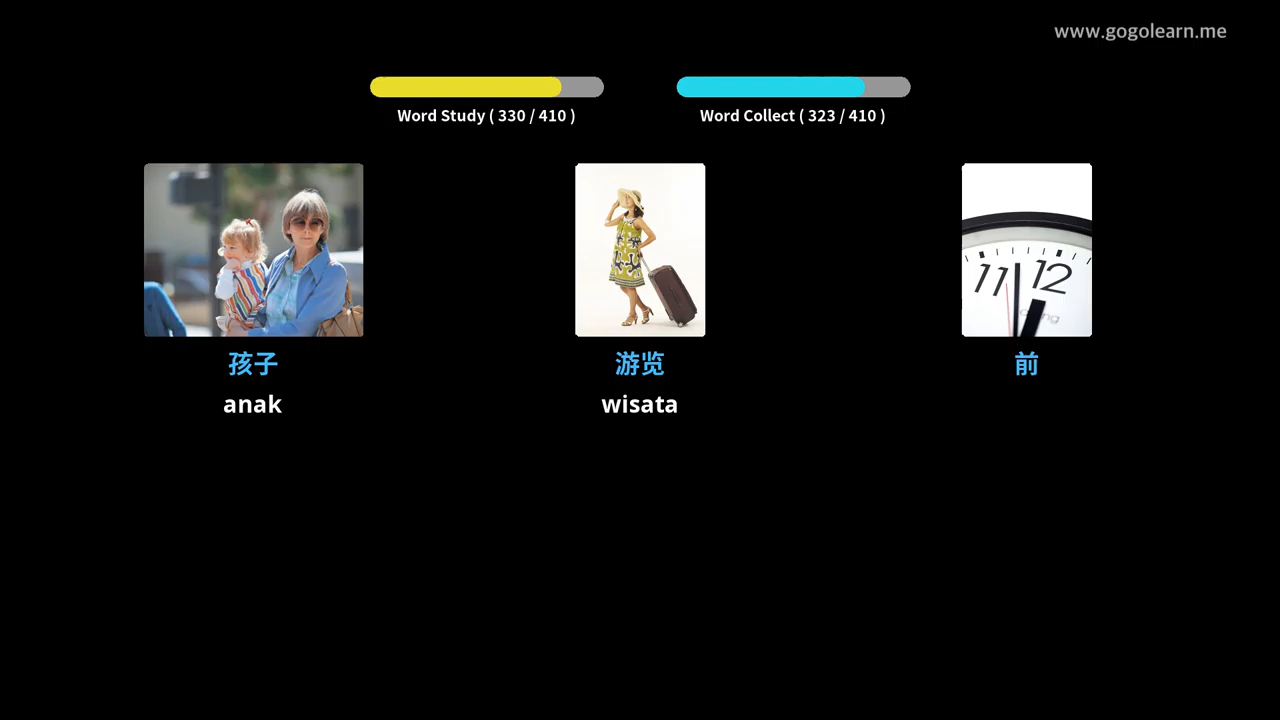 www.gogolearn.me
Word Study ( 330 / 410 )
Word Collect ( 323 / 410 )
11 12
孩子
游览
前
anak
wisata